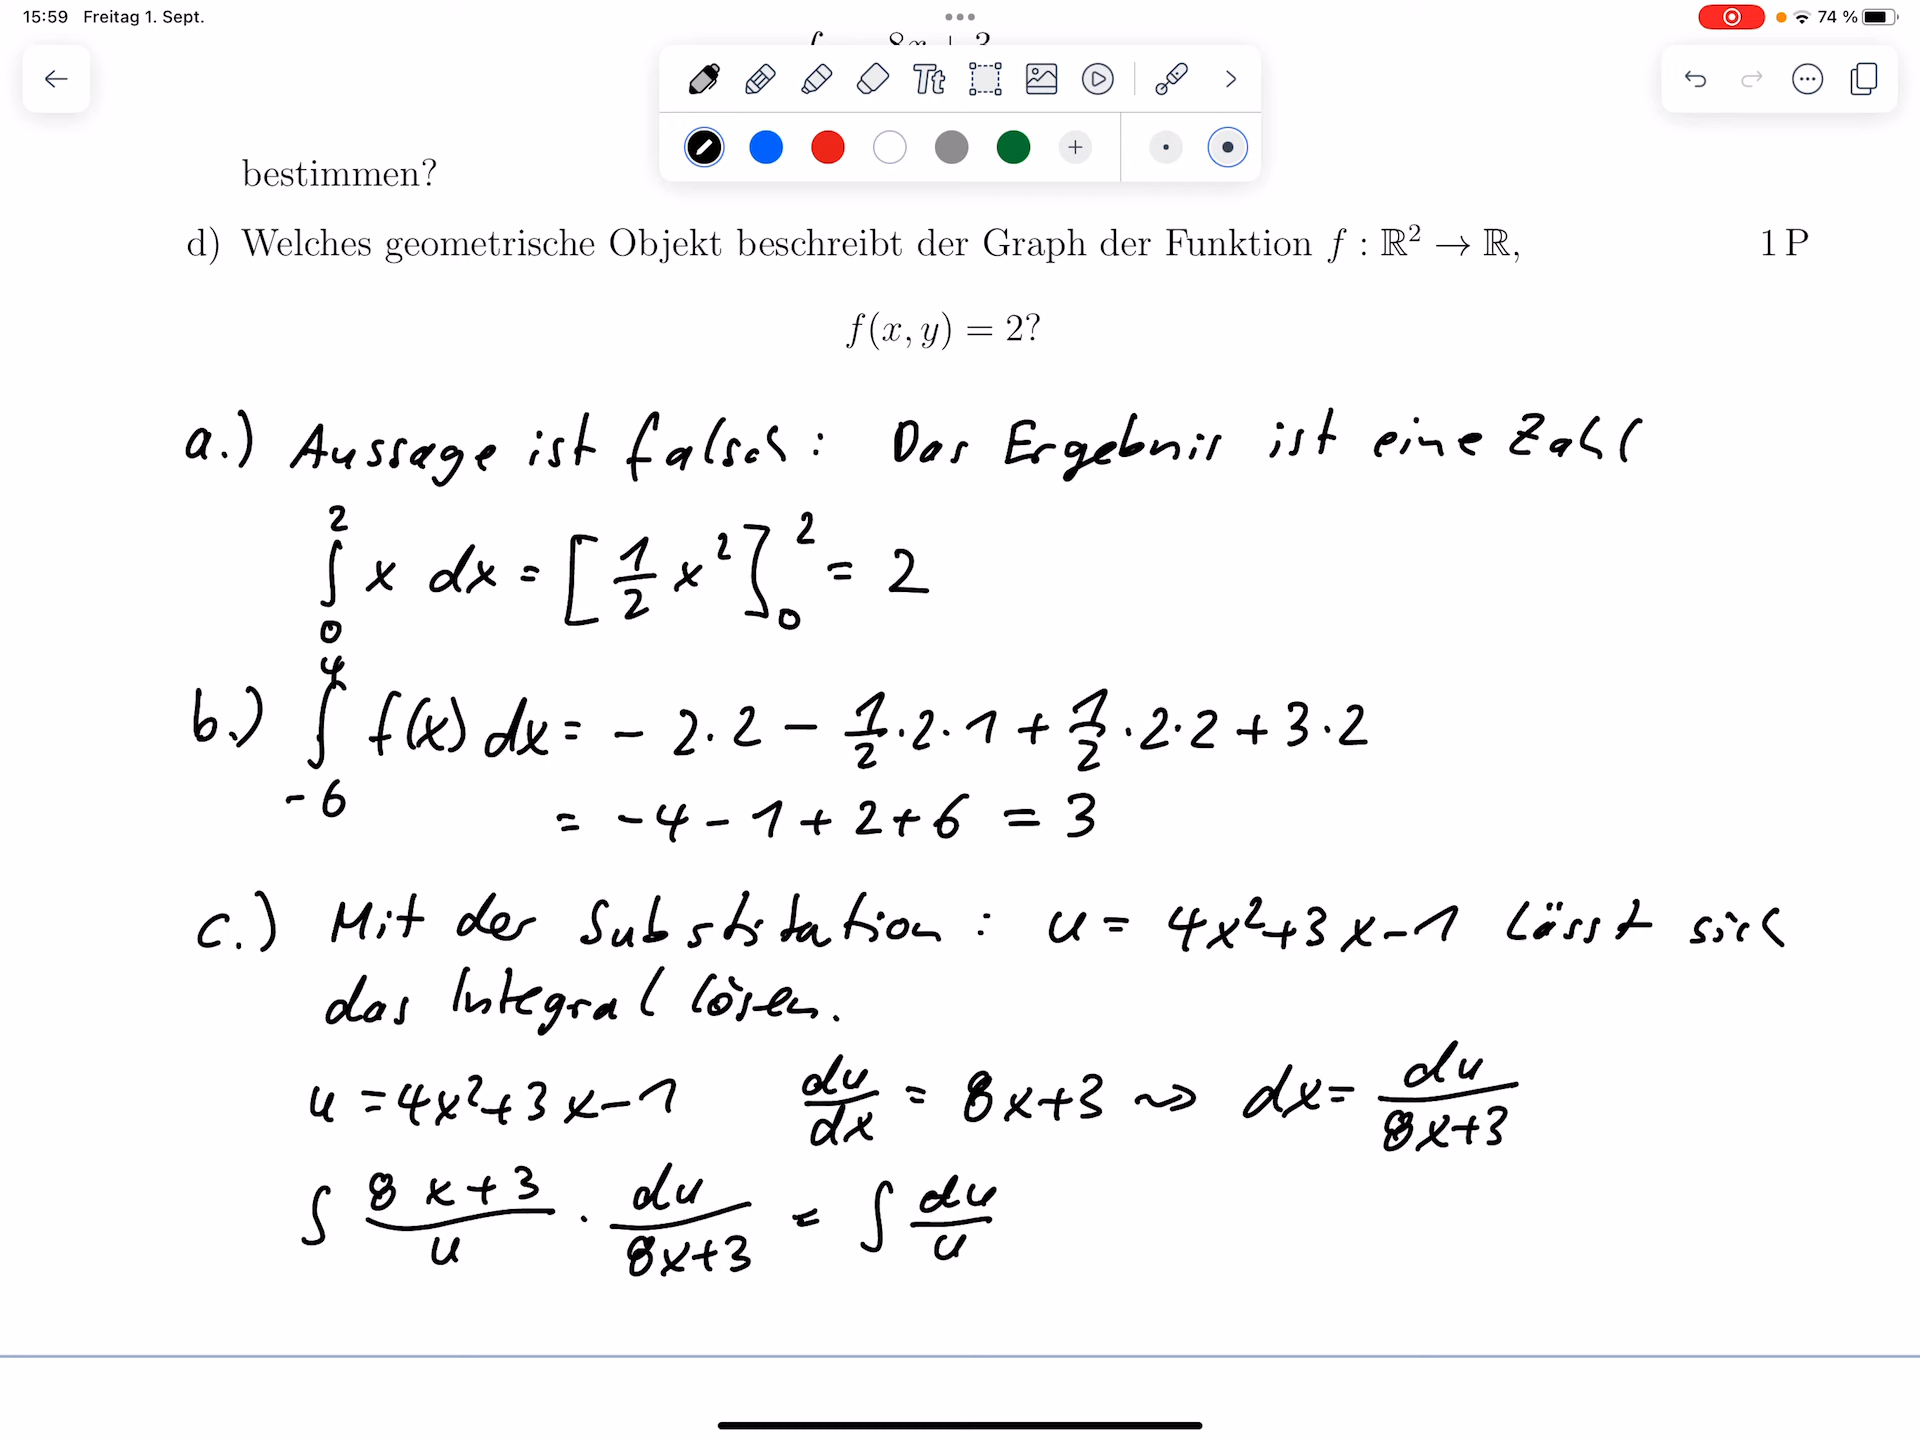 15:59 Freitag 1. Sept.
74 %
Tt
bestimmen?
d) Welches geometrische Objekt beschreibt der Graph der Funktion f : ℝ² → ℝ, 1 P
f(x, y) = 2?
a.) Aussage ist falsch: Das Ergebnis ist eine Zahl
∫₀² x dx = [½ x²]₀² = 2
b.) ∫₋₆⁴ f(x) dx = - 2·2 - ½·2·1 + ½·2·2 + 3·2
= -4 - 1 + 2 + 6 = 3
c.) Mit der Substitution: u = 4x²+3x-1 lässt sich
das Integral lösen.
u = 4x²+3x-1 du/dx = 8x+3 ⇝ dx = du/(8x+3)
∫ (8x+3)/u · du/(8x+3) = ∫ du/u